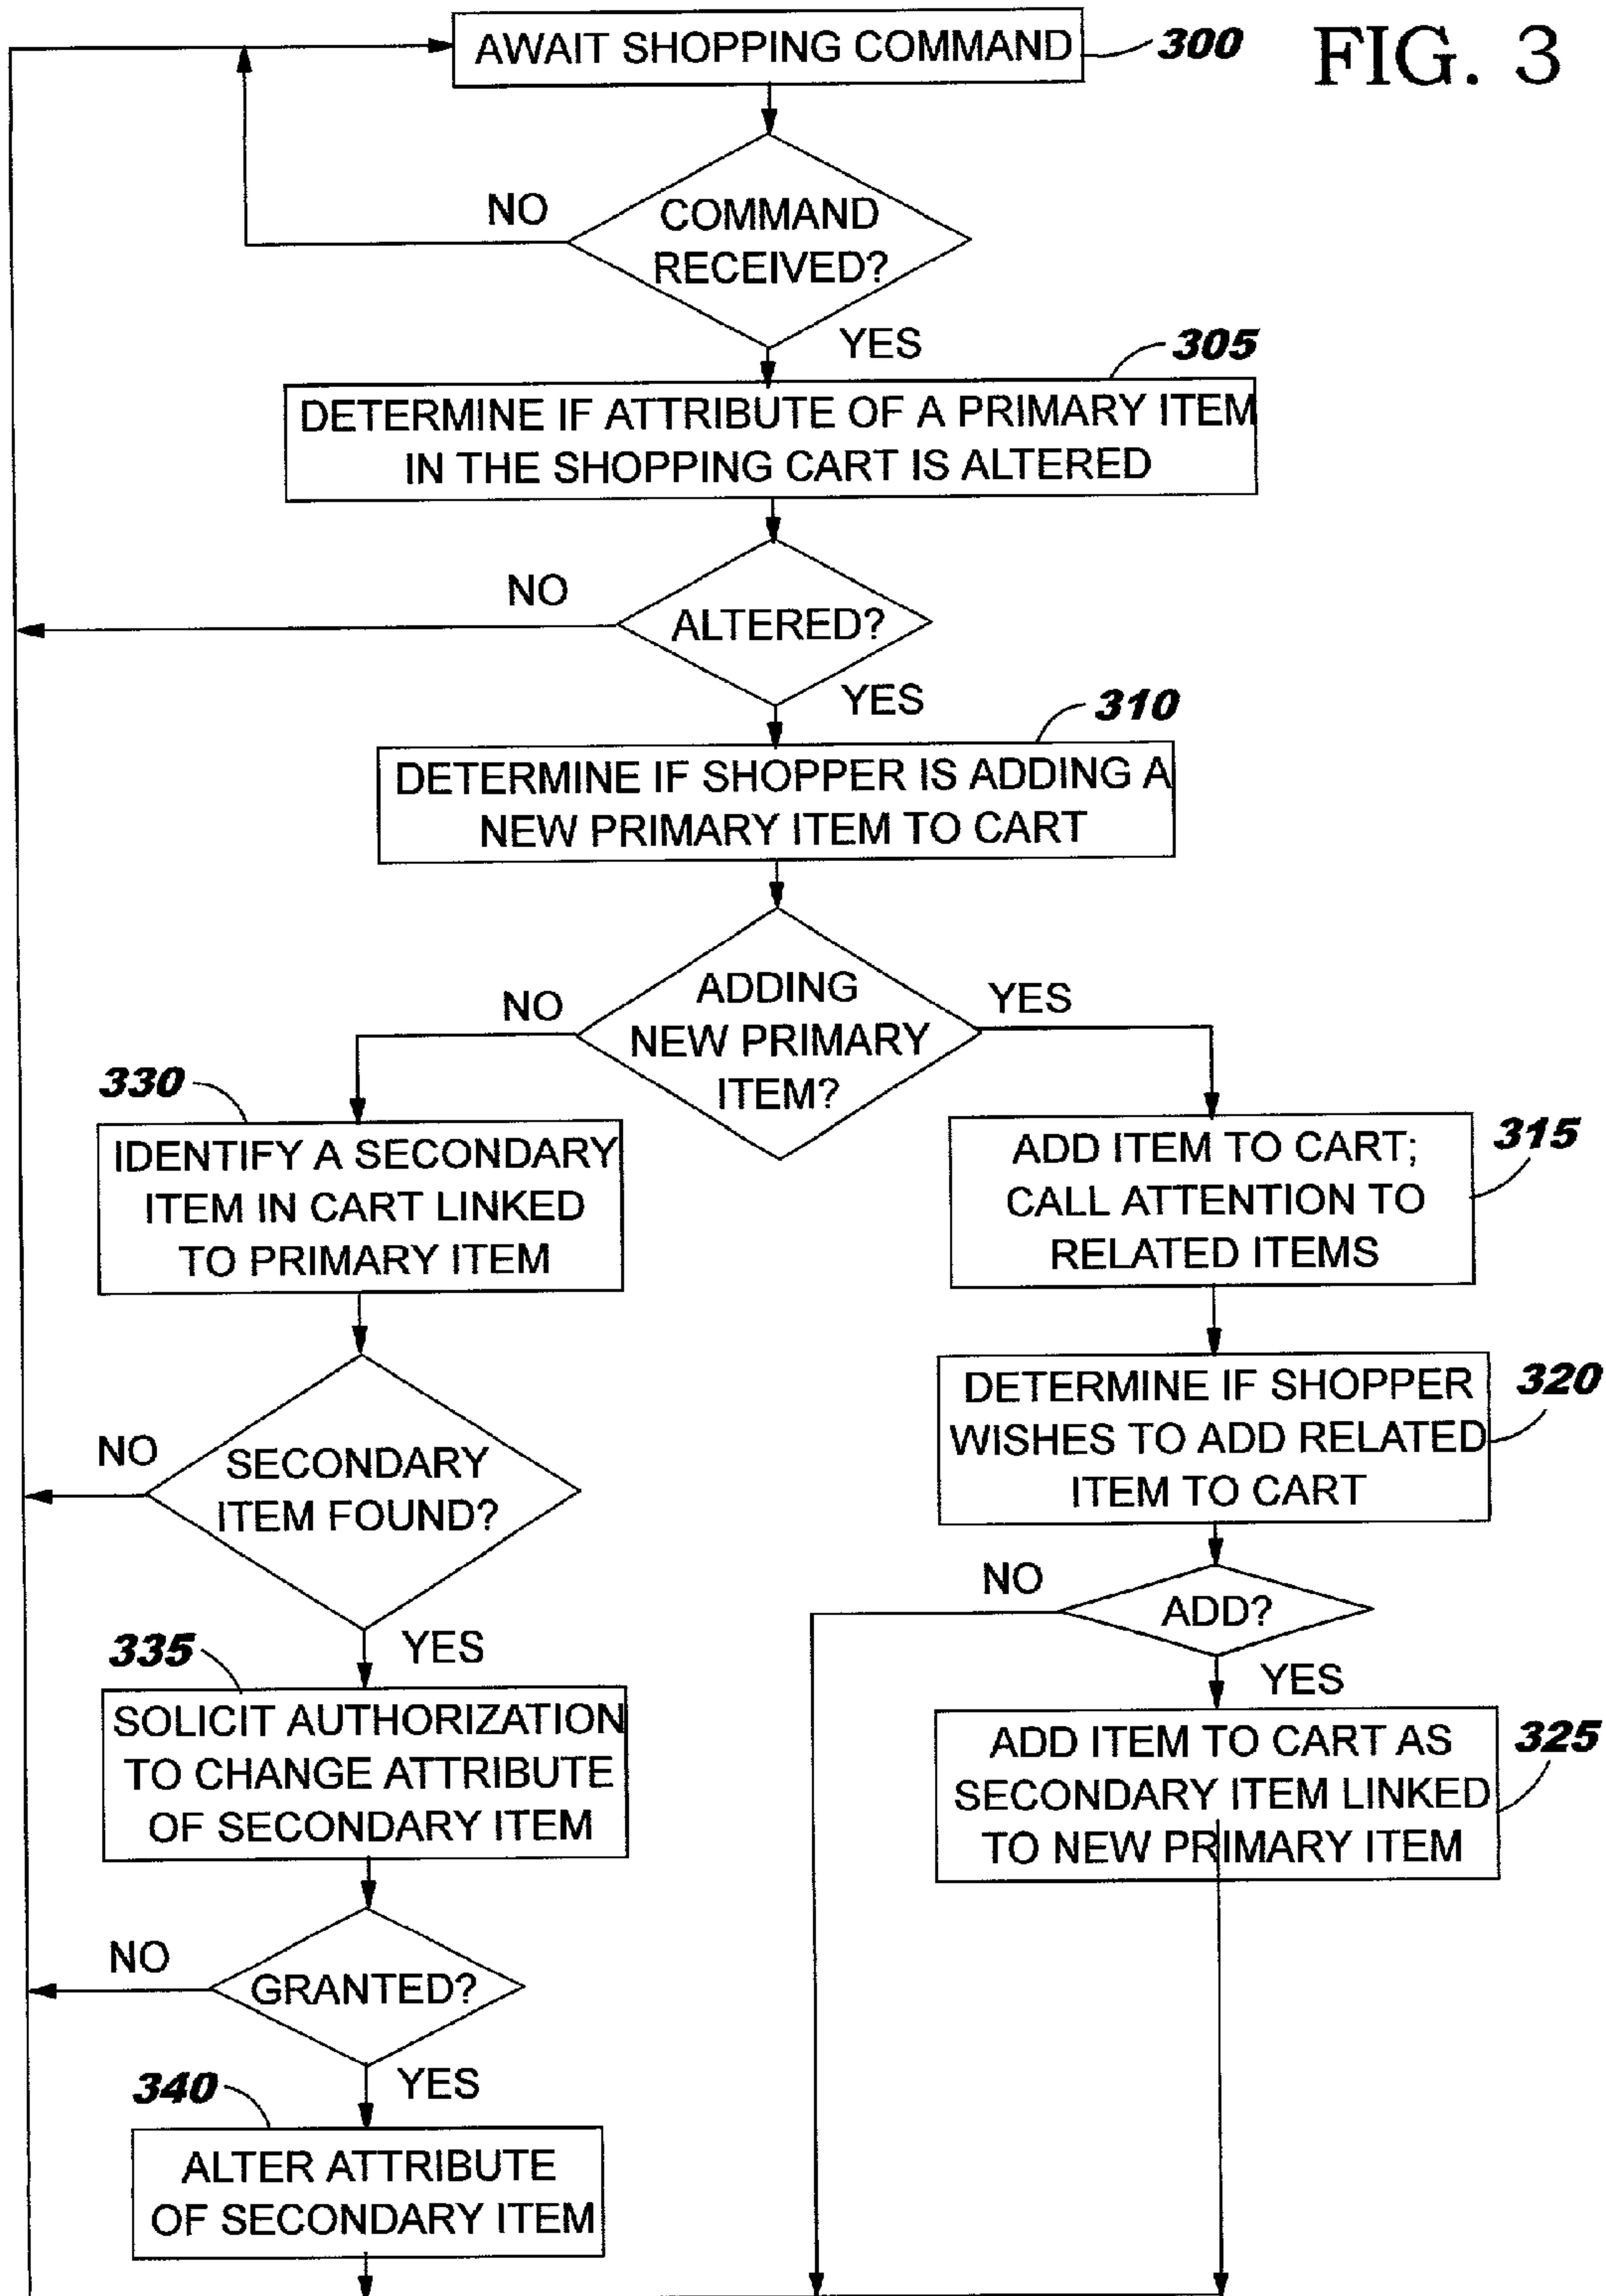 AWAIT SHOPPING COMMAND
300
FIG. 3
COMMAND
RECEIVED?
NO
YES
305
DETERMINE IF ATTRIBUTE OF A PRIMARY ITEM
IN THE SHOPPING CART IS ALTERED
NO
ALTERED?
YES
310
DETERMINE IF SHOPPER IS ADDING A
NEW PRIMARY ITEM TO CART
NO
ADDING
NEW PRIMARY
ITEM?
YES
330
IDENTIFY A SECONDARY
ITEM IN CART LINKED
TO PRIMARY ITEM
NO
SECONDARY
ITEM FOUND?
YES
335
SOLICIT AUTHORIZATION
TO CHANGE ATTRIBUTE
OF SECONDARY ITEM
NO
GRANTED?
YES
340
ALTER ATTRIBUTE
OF SECONDARY ITEM
ADD ITEM TO CART;
CALL ATTENTION TO
RELATED ITEMS
315
DETERMINE IF SHOPPER
WISHES TO ADD RELATED
ITEM TO CART
320
NO
ADD?
YES
ADD ITEM TO CART AS
SECONDARY ITEM LINKED
TO NEW PRIMARY ITEM
325